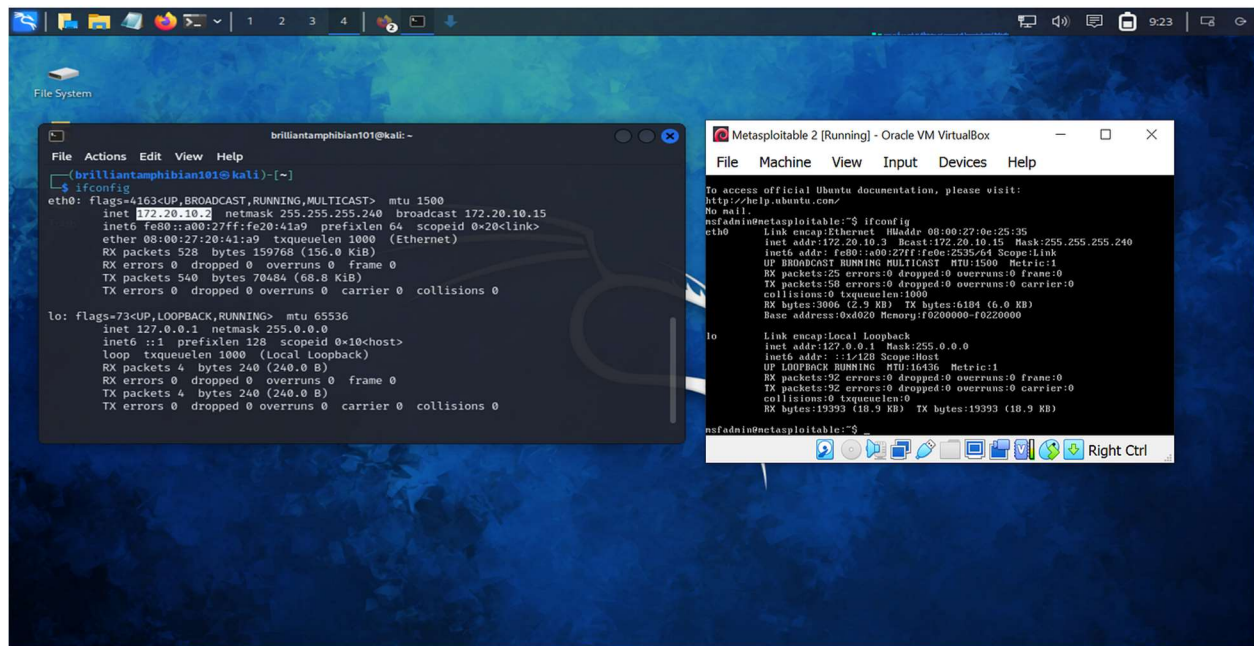 1 2 3 4 2 9:23
File System
brilliantamphibian101@kali: ~
File Actions Edit View Help
(brilliantamphibian101㉿kali)-[~]
$ ifconfig
eth0: flags=4163<UP,BROADCAST,RUNNING,MULTICAST> mtu 1500
inet 172.20.10.2 netmask 255.255.255.240 broadcast 172.20.10.15
inet6 fe80::a00:27ff:fe20:41a9 prefixlen 64 scopeid 0×20<link>
ether 08:00:27:20:41:a9 txqueuelen 1000 (Ethernet)
RX packets 528 bytes 159768 (156.0 KiB)
RX errors 0 dropped 0 overruns 0 frame 0
TX packets 540 bytes 70484 (68.8 KiB)
TX errors 0 dropped 0 overruns 0 carrier 0 collisions 0
lo: flags=73<UP,LOOPBACK,RUNNING> mtu 65536
inet 127.0.0.1 netmask 255.0.0.0
inet6 ::1 prefixlen 128 scopeid 0×10<host>
loop txqueuelen 1000 (Local Loopback)
RX packets 4 bytes 240 (240.0 B)
RX errors 0 dropped 0 overruns 0 frame 0
TX packets 4 bytes 240 (240.0 B)
TX errors 0 dropped 0 overruns 0 carrier 0 collisions 0
Metasploitable 2 [Running] - Oracle VM VirtualBox
File Machine View Input Devices Help
To access official Ubuntu documentation, please visit:
http://help.ubuntu.com/
No mail.
msfadmin@metasploitable:~$ ifconfig
eth0 Link encap:Ethernet HWaddr 08:00:27:0e:25:35
inet addr:172.20.10.3 Bcast:172.20.10.15 Mask:255.255.255.240
inet6 addr: fe80::a00:27ff:fe0e:2535/64 Scope:Link
UP BROADCAST RUNNING MULTICAST MTU:1500 Metric:1
RX packets:25 errors:0 dropped:0 overruns:0 frame:0
TX packets:58 errors:0 dropped:0 overruns:0 carrier:0
collisions:0 txqueuelen:1000
RX bytes:3006 (2.9 KB) TX bytes:6184 (6.0 KB)
Base address:0xd020 Memory:f0200000-f0220000
lo Link encap:Local Loopback
inet addr:127.0.0.1 Mask:255.0.0.0
inet6 addr: ::1/128 Scope:Host
UP LOOPBACK RUNNING MTU:16436 Metric:1
RX packets:92 errors:0 dropped:0 overruns:0 frame:0
TX packets:92 errors:0 dropped:0 overruns:0 carrier:0
collisions:0 txqueuelen:0
RX bytes:19393 (18.9 KB) TX bytes:19393 (18.9 KB)
msfadmin@metasploitable:~$ _
Right Ctrl